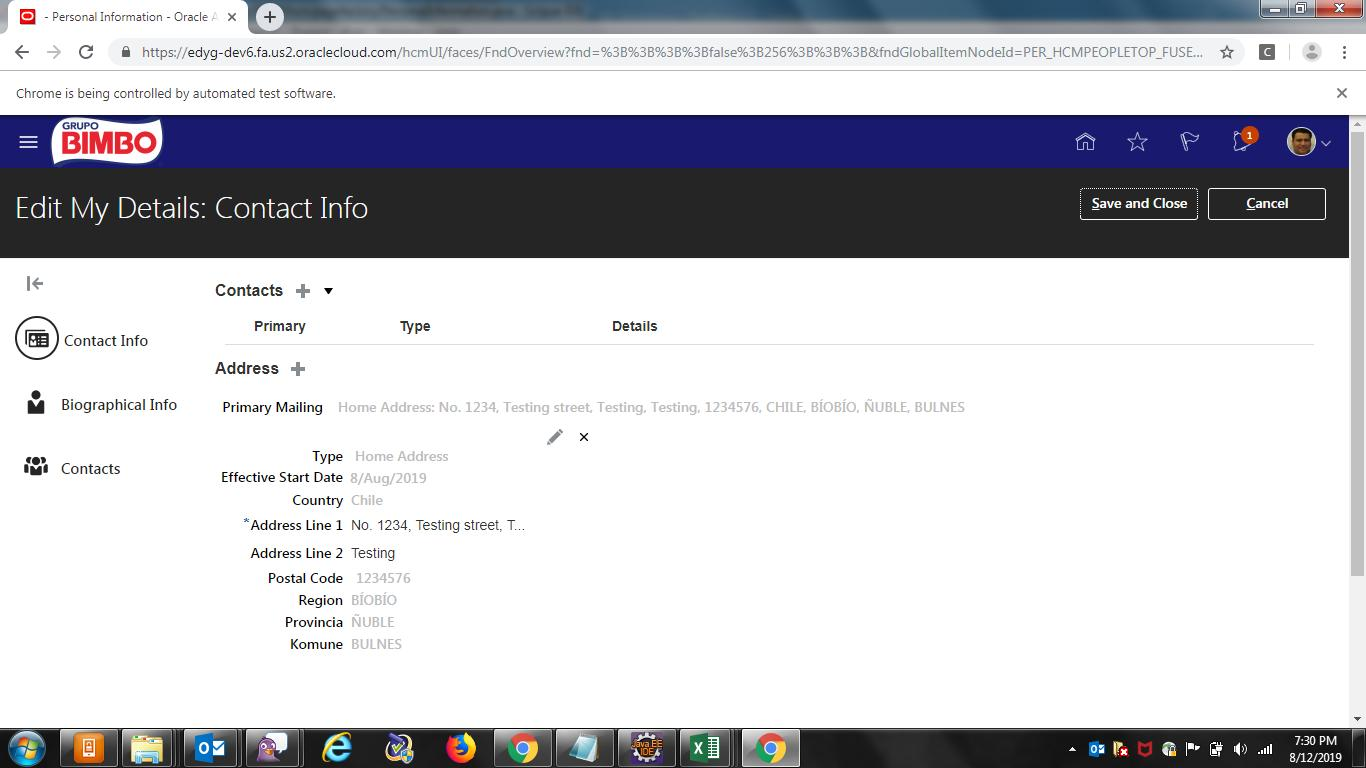 - Personal Information - Oracle A
https://edyg-dev6.fa.us2.oraclecloud.com/hcmUI/faces/FndOverview?fnd=%3B%3B%3B%3Bfalse%3B256%3B%3B%3B&fndGlobalItemNodeId=PER_HCMPEOPLETOP_FUSE...
C
Chrome is being controlled by automated test software.
GRUPO
BIMBO
1
Edit My Details: Contact Info
Save and Close
Cancel
Contacts
Primary Type Details
Contact Info
Address
Biographical Info
Primary Mailing Home Address: No. 1234, Testing street, Testing, Testing, 1234576, CHILE, BÍOBÍO, ÑUBLE, BULNES
Contacts
Type Home Address
Effective Start Date 8/Aug/2019
Country Chile
*Address Line 1 No. 1234, Testing street, T...
Address Line 2 Testing
Postal Code 1234576
Region BÍOBÍO
Provincia ÑUBLE
Komune BULNES
Java EE
IDE
7:30 PM
8/12/2019